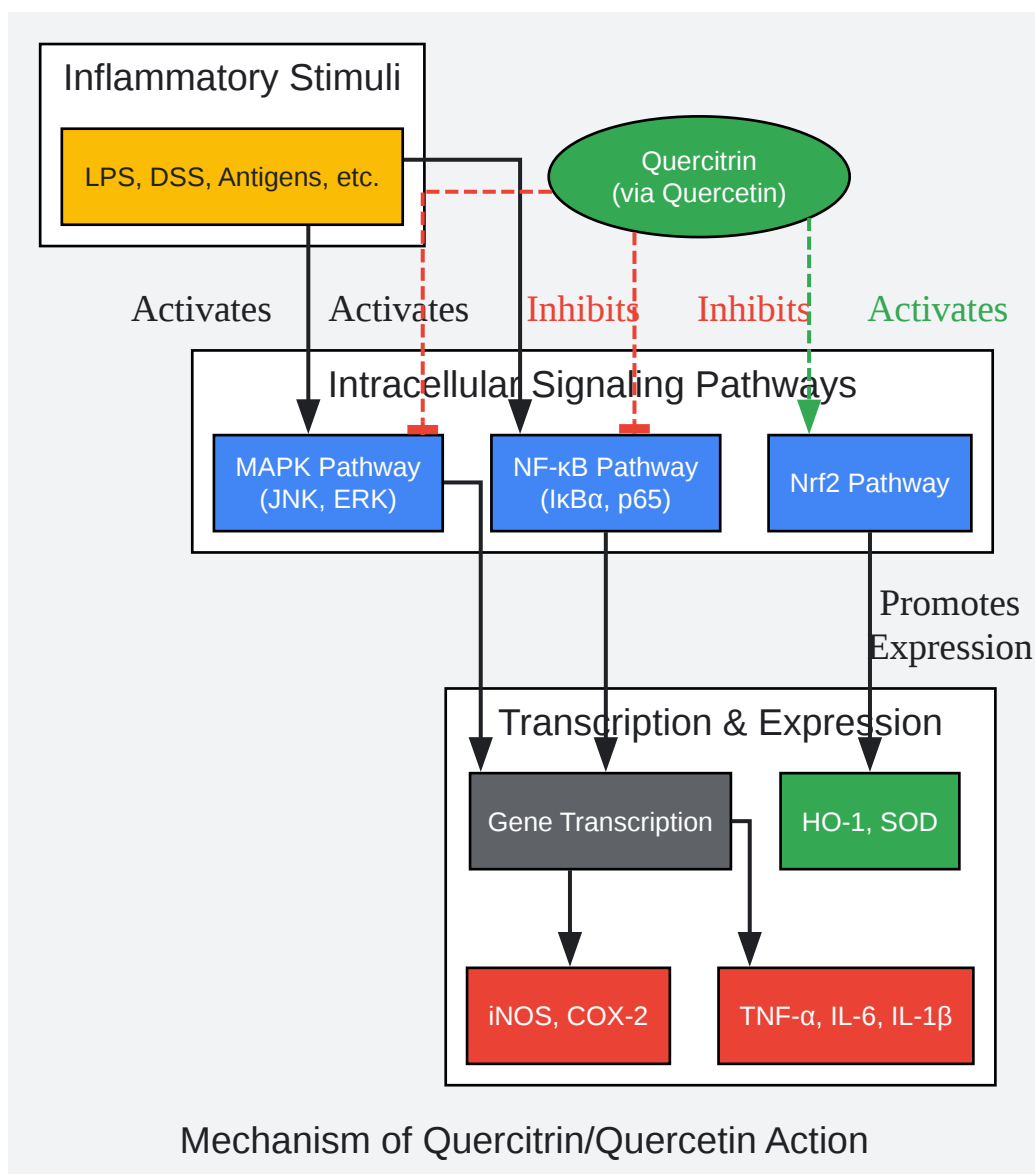 Inflammatory Stimuli
LPS, DSS, Antigens, etc.
Quercitrin
(via Quercetin)
Activates
Activates
Inhibits
Inhibits
Activates
Intracellular Signaling Pathways
MAPK Pathway
(JNK, ERK)
NF-κB Pathway
(IκBα, p65)
Nrf2 Pathway
Promotes
Expression
Transcription & Expression
Gene Transcription
HO-1, SOD
iNOS, COX-2
TNF-α, IL-6, IL-1β
Mechanism of Quercitrin/Quercetin Action